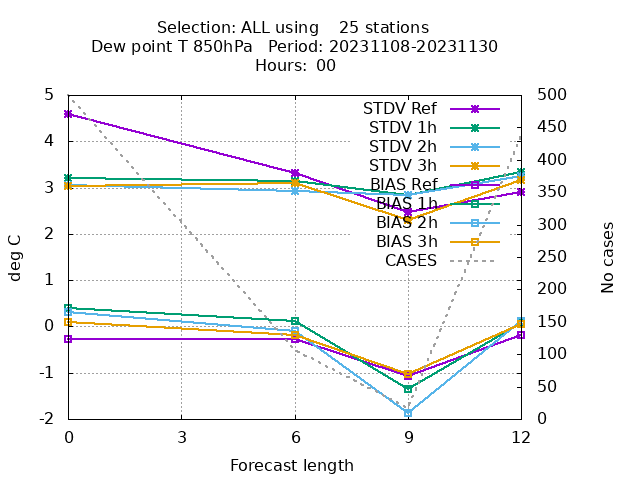 Selection: ALL using    25 stations
Dew point T 850hPa   Period: 20231108-20231130
Hours: 00
STDV Ref
STDV 1h
STDV 2h
STDV 3h
BIAS Ref
BIAS 1h
BIAS 2h
BIAS 3h
CASES
deg C
5
4
3
2
1
0
-1
-2
500
450
400
350
300
250
200
150
100
50
0
No cases
0 3 6 9 12
Forecast length